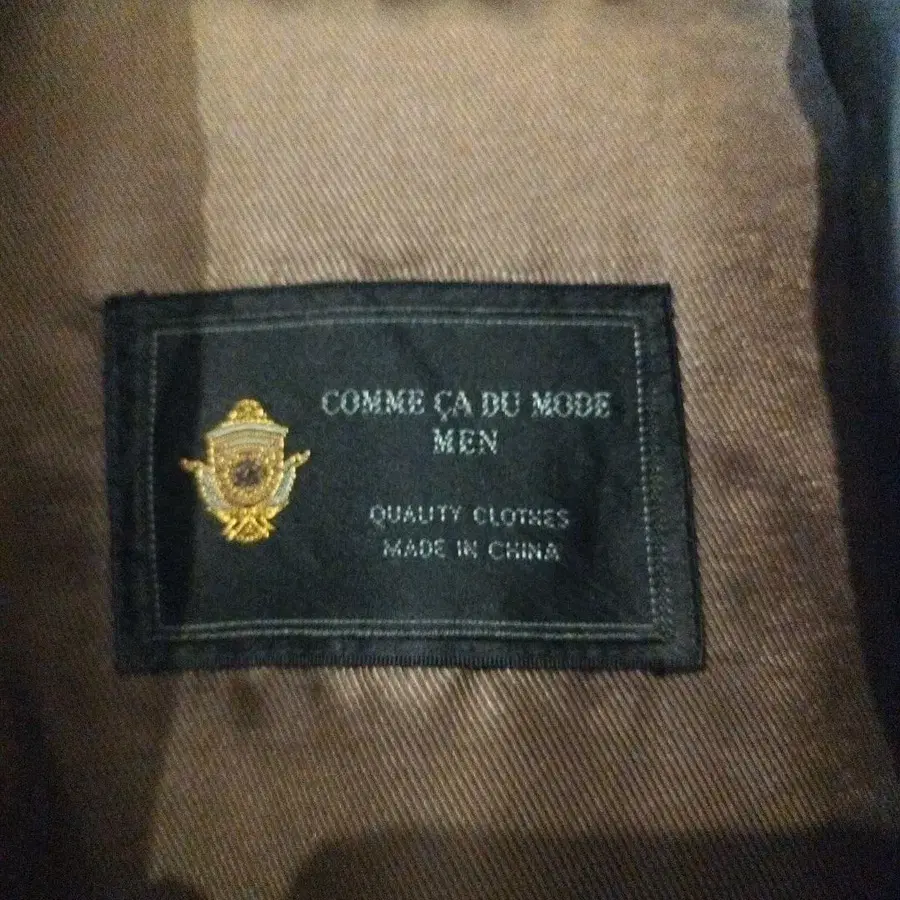 COMME ÇA DU MODE
MEN
QUALITY CLOTHES
MADE IN CHINA